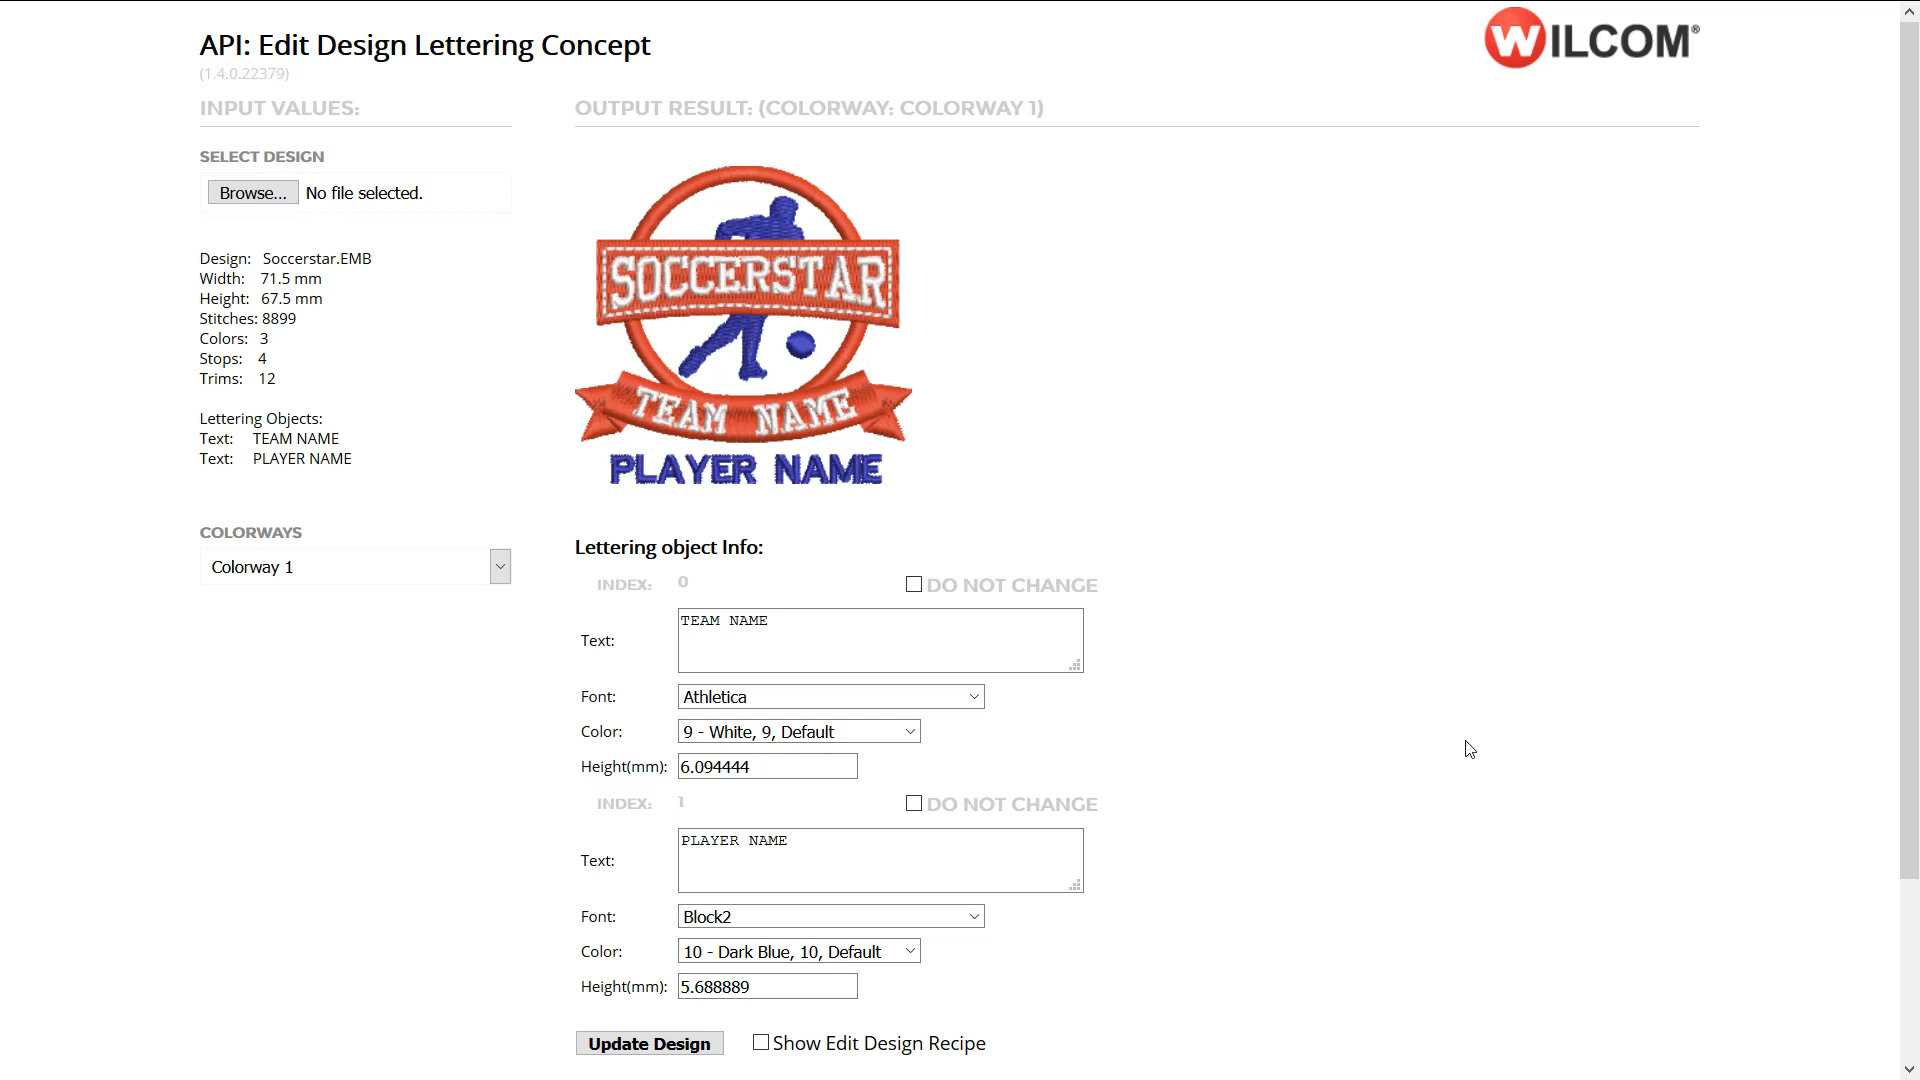 API: Edit Design Lettering Concept
(1.4.0.22379)
WILCOM®
INPUT VALUES:
OUTPUT RESULT: (COLORWAY: COLORWAY 1)
SELECT DESIGN
Browse... No file selected.
Design: Soccerstar.EMB
Width: 71.5 mm
Height: 67.5 mm
Stitches: 8899
Colors: 3
Stops: 4
Trims: 12
Lettering Objects:
Text: TEAM NAME
Text: PLAYER NAME
COLORWAYS
Colorway 1
SOCCERSTAR
TEAM NAME
PLAYER NAME
Lettering object Info:
INDEX: 0 DO NOT CHANGE
Text: TEAM NAME
Font: Athletica
Color: 9 - White, 9, Default
Height(mm): 6.094444
INDEX: 1 DO NOT CHANGE
Text: PLAYER NAME
Font: Block2
Color: 10 - Dark Blue, 10, Default
Height(mm): 5.688889
Update Design Show Edit Design Recipe